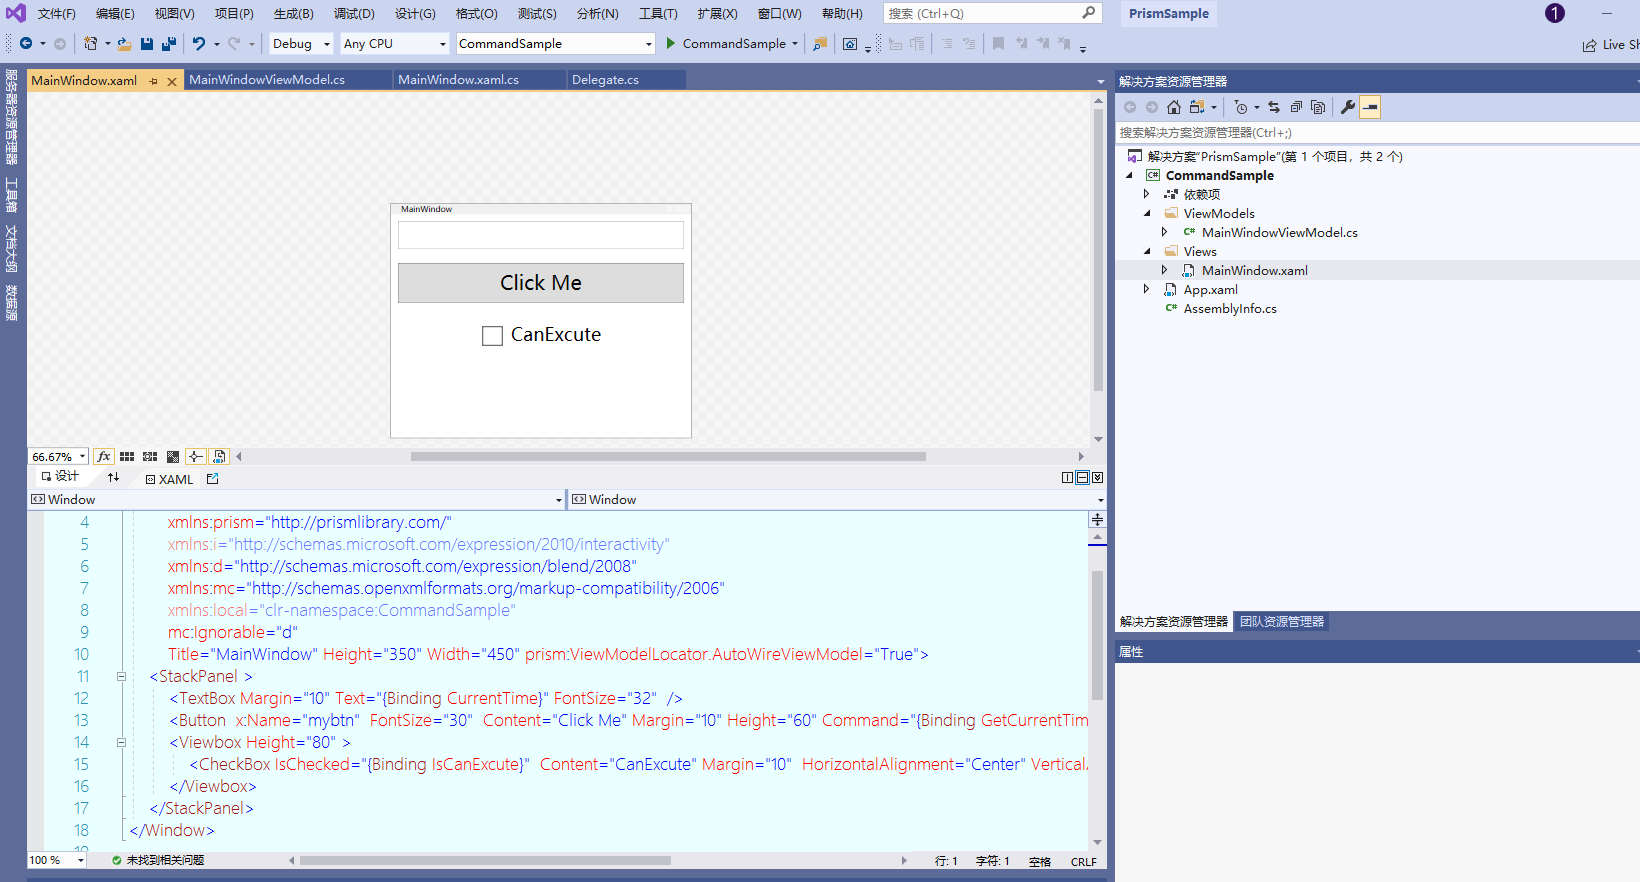 文件(F) 编辑(E) 视图(V) 项目(P) 生成(B) 调试(D) 设计(G) 格式(O) 测试(S) 分析(N) 工具(T) 扩展(X) 窗口(W) 帮助(H) 搜索 (Ctrl+Q) PrismSample 1
Debug Any CPU CommandSample CommandSample Live Sh
服务器资源管理器
工具箱
文档大纲
数据源
MainWindow.xaml MainWindowViewModel.cs MainWindow.xaml.cs Delegate.cs
MainWindow
Click Me
CanExcute
66.67% fx
设计 XAML
Window Window
4 xmlns:prism="http://prismlibrary.com/"
5 xmlns:i="http://schemas.microsoft.com/expression/2010/interactivity"
6 xmlns:d="http://schemas.microsoft.com/expression/blend/2008"
7 xmlns:mc="http://schemas.openxmlformats.org/markup-compatibility/2006"
8 xmlns:local="clr-namespace:CommandSample"
9 mc:Ignorable="d"
10 Title="MainWindow" Height="350" Width="450" prism:ViewModelLocator.AutoWireViewModel="True">
11 <StackPanel >
12 <TextBox Margin="10" Text="{Binding CurrentTime}" FontSize="32" />
13 <Button x:Name="mybtn" FontSize="30" Content="Click Me" Margin="10" Height="60" Command="{Binding GetCurrentTim
14 <Viewbox Height="80" >
15 <CheckBox IsChecked="{Binding IsCanExcute}" Content="CanExcute" Margin="10" HorizontalAlignment="Center" VerticalA
16 </Viewbox>
17 </StackPanel>
18 </Window>
19
100 % 未找到相关问题 行: 1 字符: 1 空格 CRLF
解决方案资源管理器
搜索解决方案资源管理器(Ctrl+;)
解决方案"PrismSample"(第 1 个项目，共 2 个)
C# CommandSample
依赖项
ViewModels
C# MainWindowViewModel.cs
Views
MainWindow.xaml
App.xaml
C# AssemblyInfo.cs
解决方案资源管理器 团队资源管理器
属性